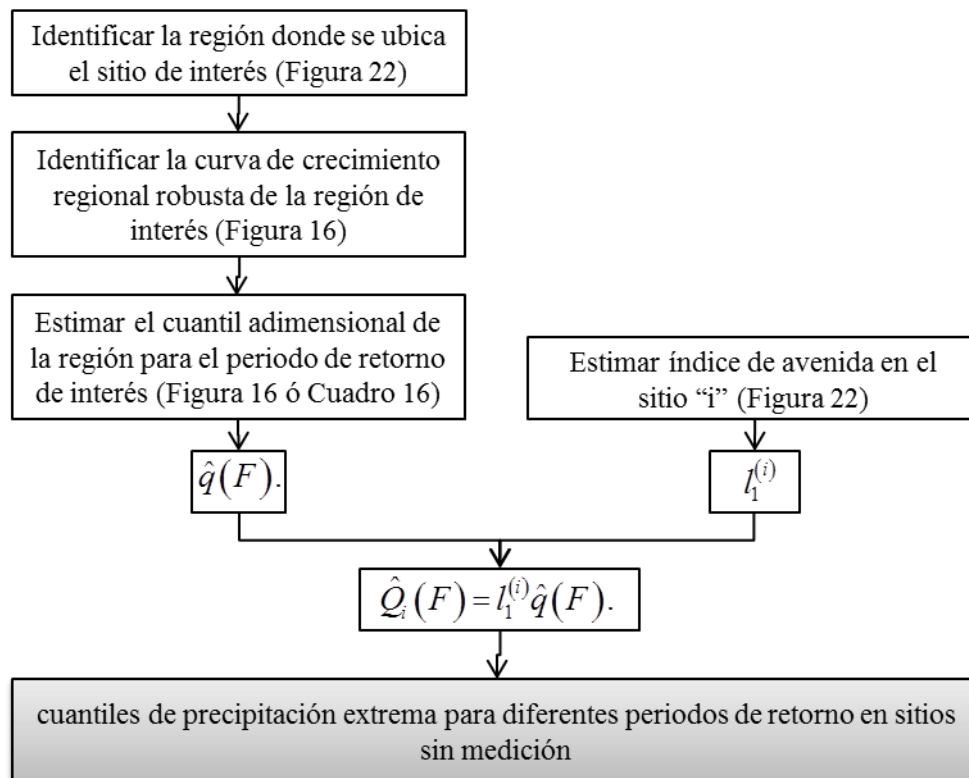 Identificar la región donde se ubica
el sitio de interés (Figura 22)
Identificar la curva de crecimiento
regional robusta de la región de
interés (Figura 16)
Estimar el cuantil adimensional de
la región para el periodo de retorno
de interés (Figura 16 ó Cuadro 16)
Estimar índice de avenida en el
sitio “i” (Figura 22)
q̂(F).
l₁⁽ⁱ⁾
Q̂ᵢ(F) = l₁⁽ⁱ⁾q̂(F).
cuantiles de precipitación extrema para diferentes periodos de retorno en sitios
sin medición